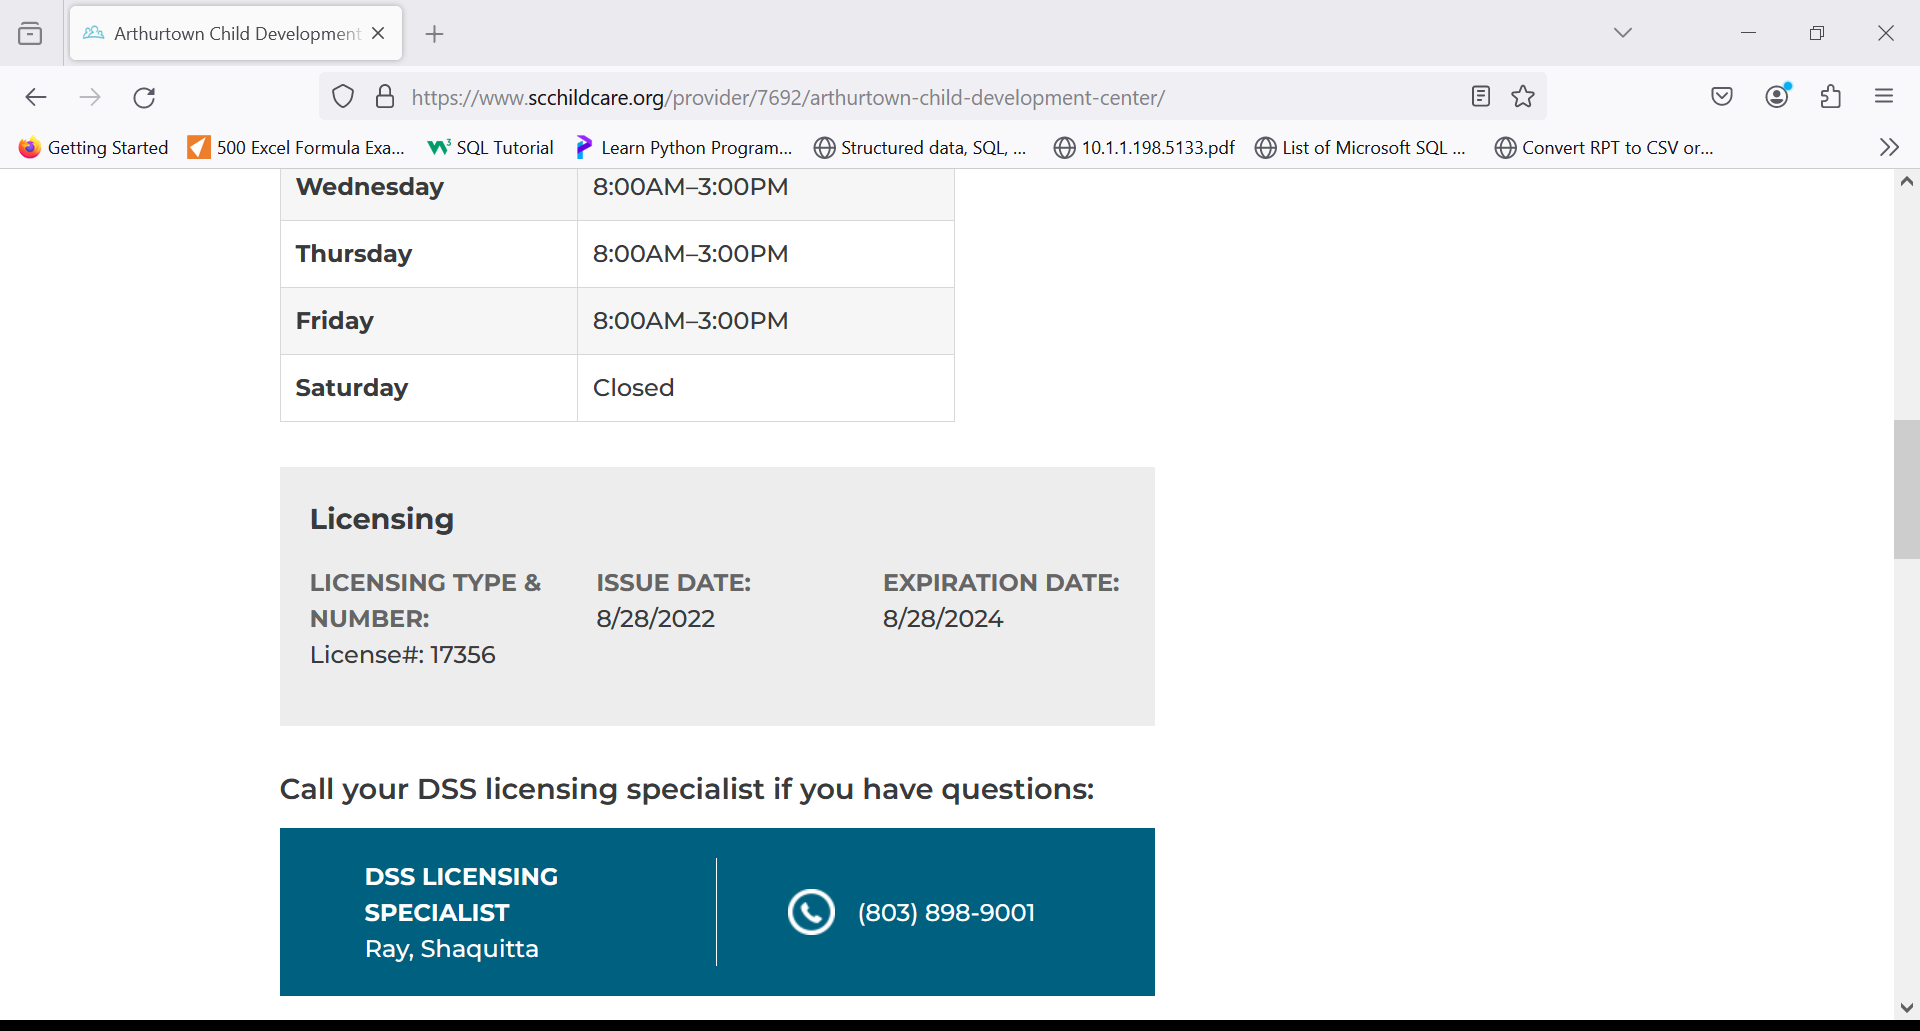 Arthurtown Child Development
https://www.scchildcare.org/provider/7692/arthurtown-child-development-center/
Getting Started 500 Excel Formula Exa... SQL Tutorial Learn Python Program... Structured data, SQL, ... 10.1.1.198.5133.pdf List of Microsoft SQL ... Convert RPT to CSV or...
Wednesday 8:00AM–3:00PM
Thursday 8:00AM–3:00PM
Friday 8:00AM–3:00PM
Saturday Closed
Licensing
LICENSING TYPE & NUMBER:
License#: 17356
ISSUE DATE:
8/28/2022
EXPIRATION DATE:
8/28/2024
Call your DSS licensing specialist if you have questions:
DSS LICENSING
SPECIALIST
Ray, Shaquitta
(803) 898-9001